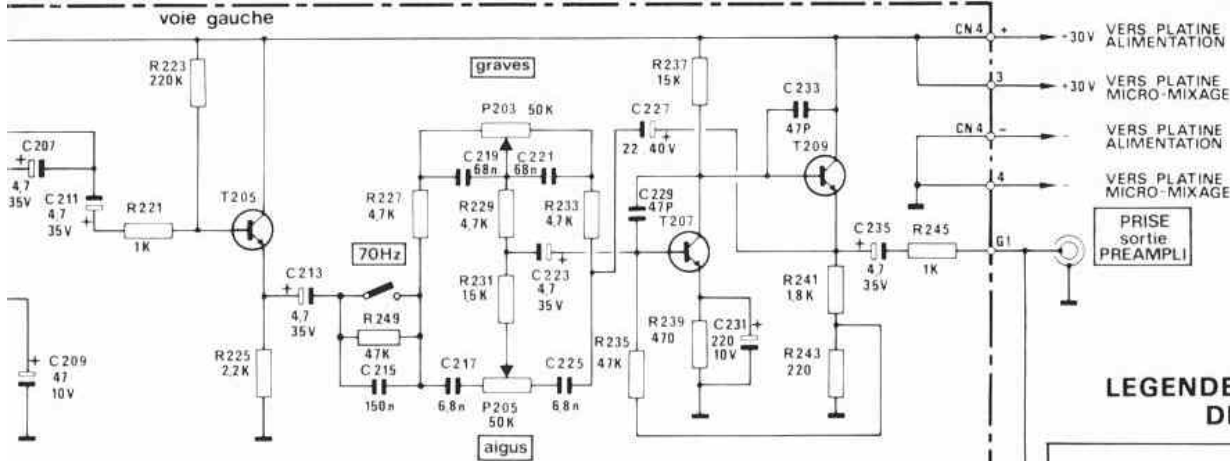 voie gauche
R223
220K
C207
4,7
35V
C211
4,7
35V
R221
1K
T205
C209
47
10V
R225
2,2K
C213
4,7
35V
70Hz
R249
47K
C215
150n
R227
4,7K
graves
P203 50K
C219
68n
C221
68n
R229
4,7K
R233
4,7K
R231
1,5K
C223
4,7
35V
C217
6,8n
P205
50K
C225
6,8n
aigus
C227
22 40V
R237
15K
C229
47P
T207
R235
47K
R239
470
C231
220
10V
C233
47P
T209
R241
1,8K
R243
220
C235
4,7
35V
R245
1K
CN4 + +30V VERS PLATINE
ALIMENTATION
3 +30V VERS PLATINE
MICRO-MIXAGE
CN4 - - VERS PLATINE
ALIMENTATION
4 - VERS PLATINE
MICRO-MIXAGE
G1
PRISE
sortie
PREAMPLI
LEGENDE
DE